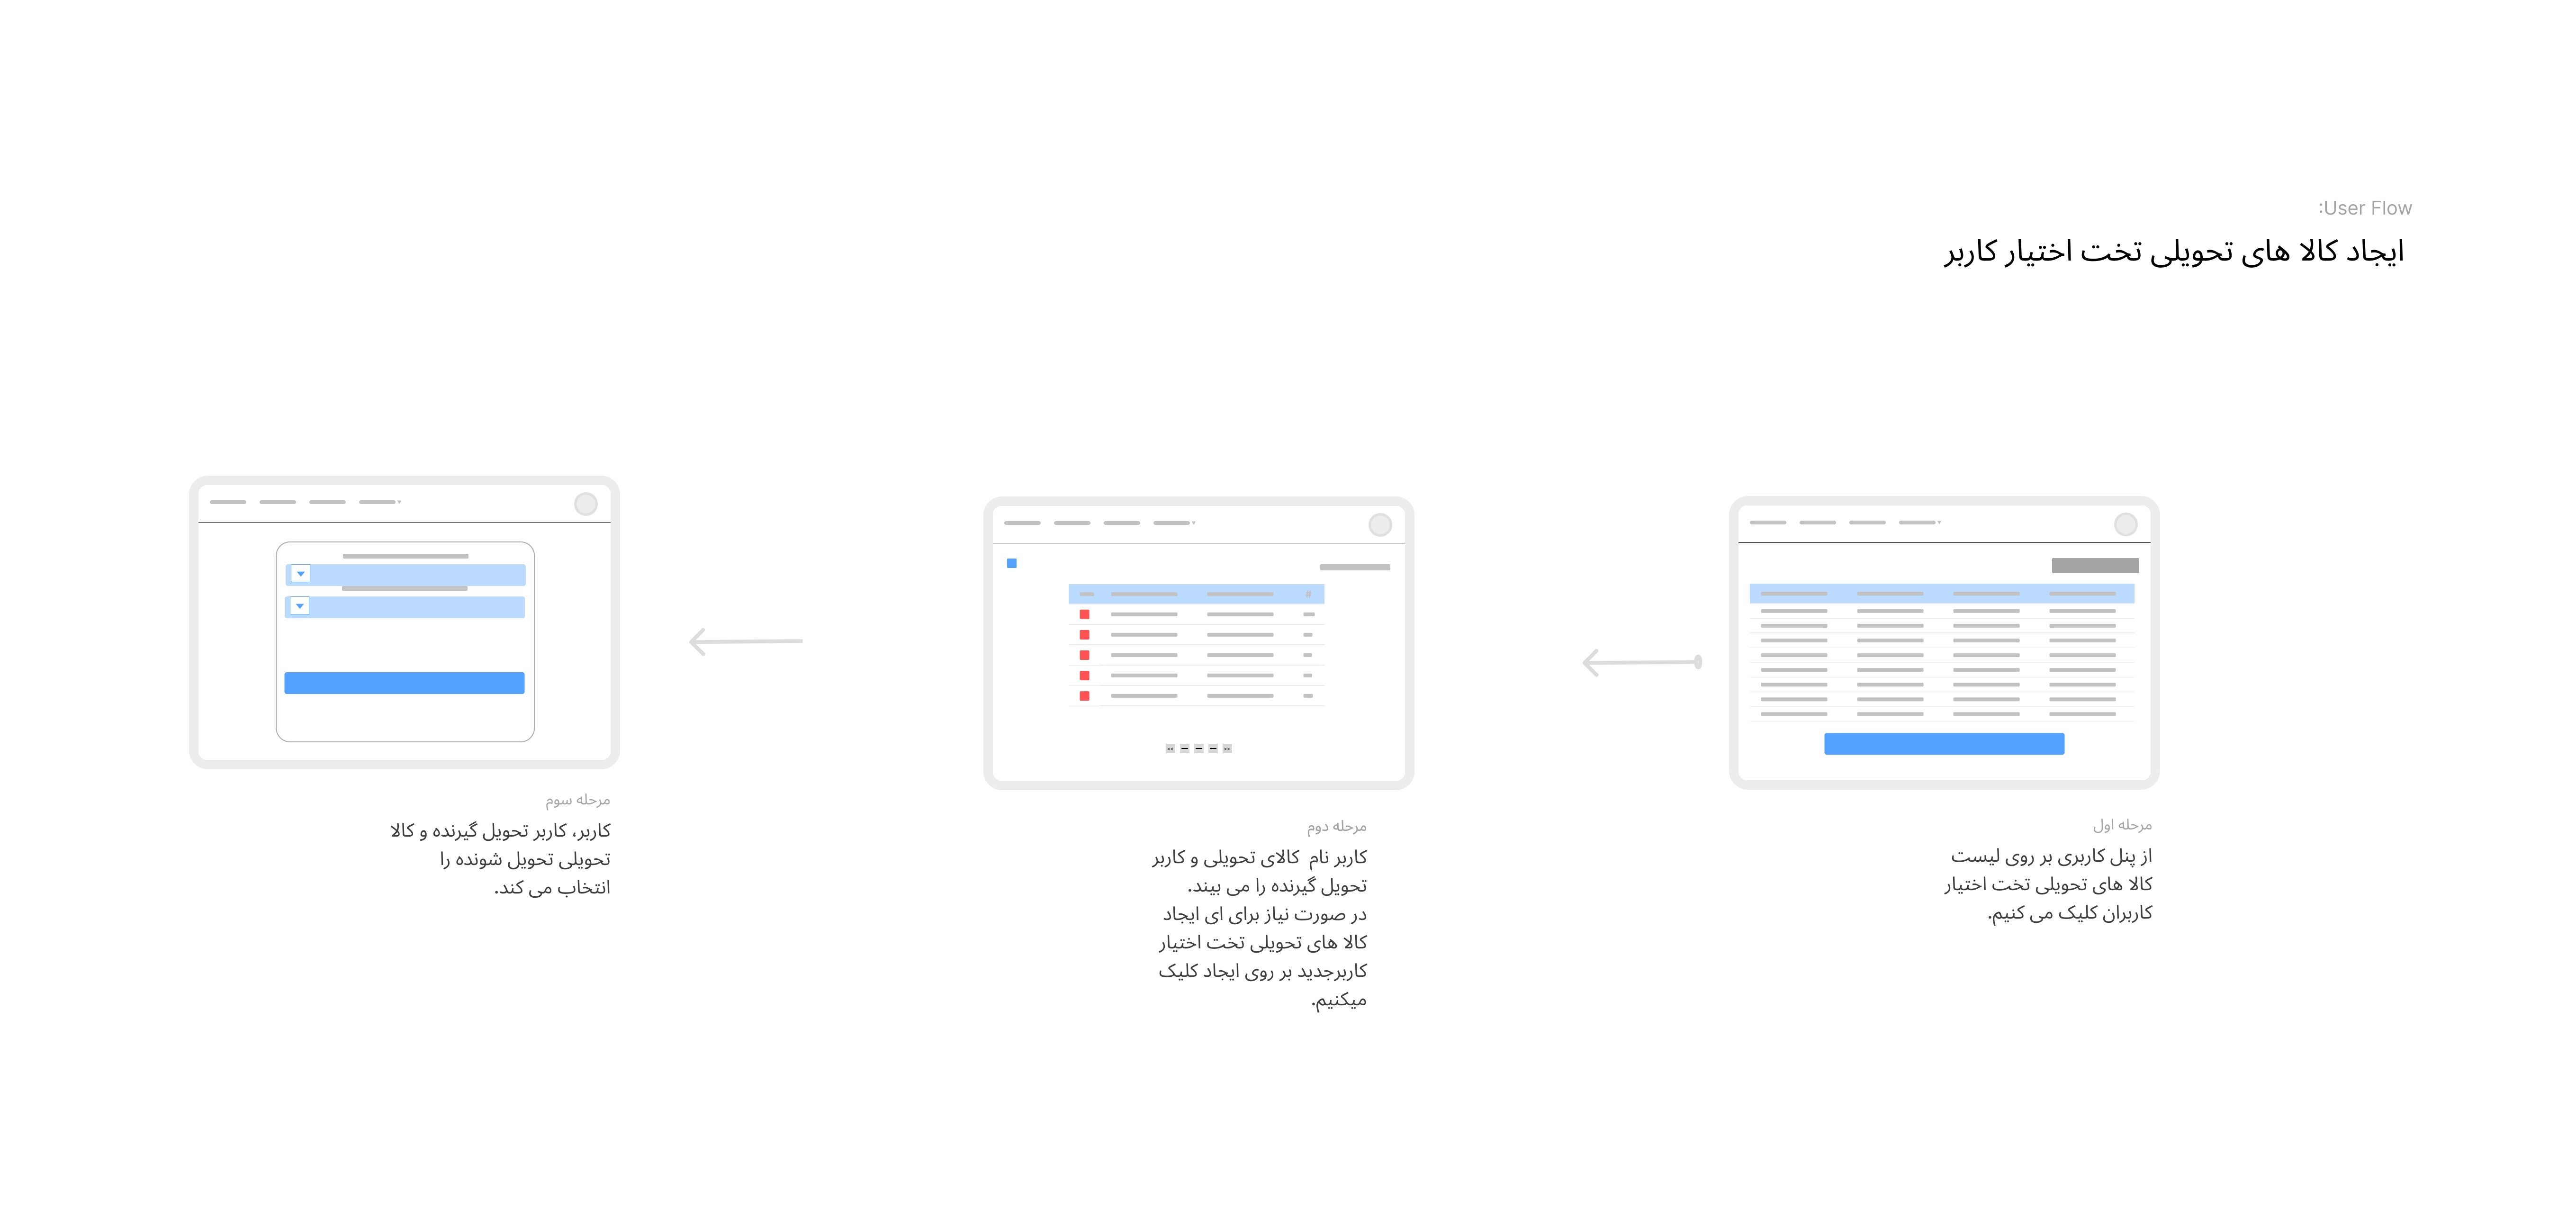 User Flow:
ایجاد کالا های تحویلی تخت اختیار کاربر
مرحله اول
از پنل کاربری بر روی لیست
کالا های تحویلی تخت اختیار
کاربران کلیک می کنیم.
مرحله دوم
کاربر نام  کالای تحویلی و کاربر
تحویل گیرنده را می بیند.
در صورت نیاز برای ای ایجاد
کالا های تحویلی تخت اختیار
کاربرجدید بر روی ایجاد کلیک
میکنیم.
مرحله سوم
کاربر، کاربر تحویل گیرنده و کالا
تحویلی تحویل شونده را
انتخاب می کند.